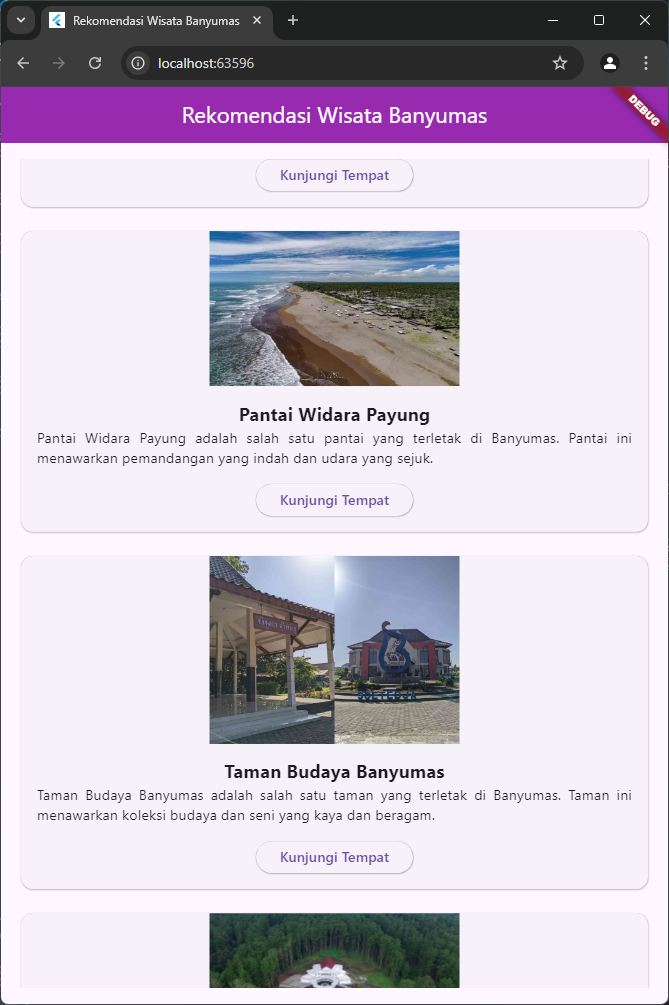 Rekomendasi Wisata Banyumas
localhost:63596
Rekomendasi Wisata Banyumas
DEBUG
Kunjungi Tempat
Pantai Widara Payung
Pantai Widara Payung adalah salah satu pantai yang terletak di Banyumas. Pantai ini
menawarkan pemandangan yang indah dan udara yang sejuk.
Kunjungi Tempat
SOETEDJA
Taman Budaya Banyumas
Taman Budaya Banyumas adalah salah satu taman yang terletak di Banyumas. Taman ini
menawarkan koleksi budaya dan seni yang kaya dan beragam.
Kunjungi Tempat